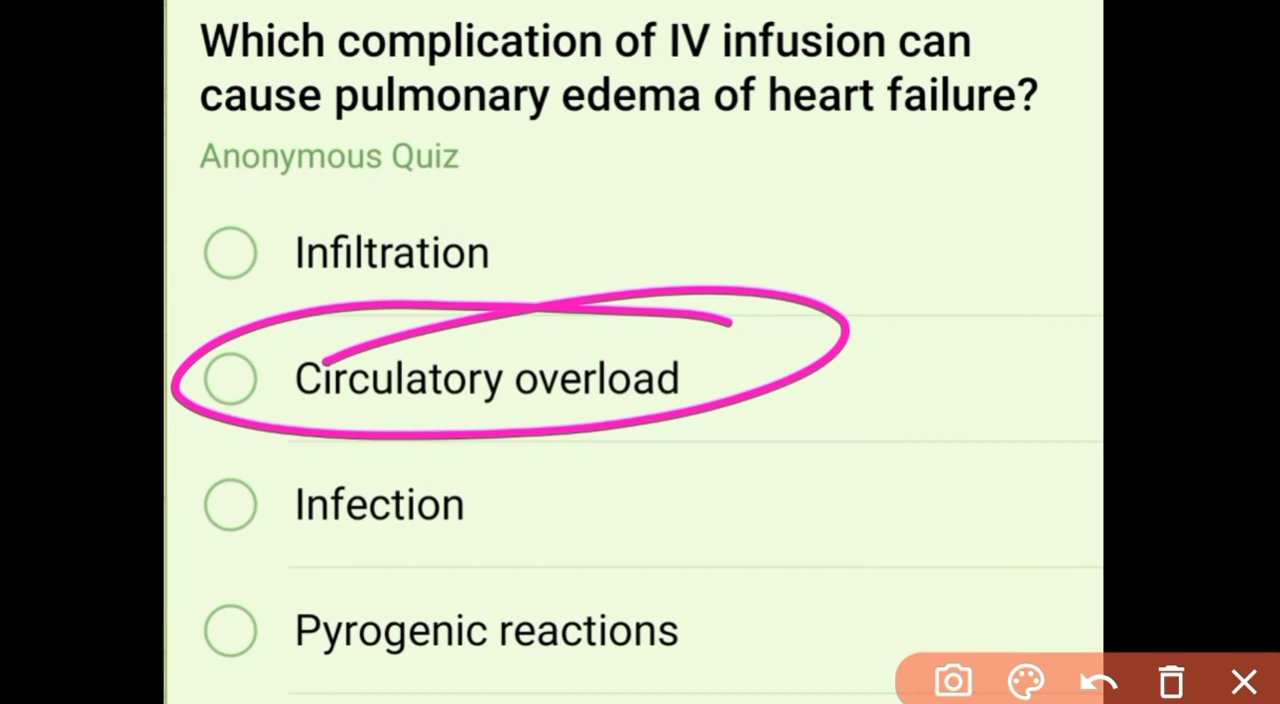 Which complication of IV infusion can
cause pulmonary edema of heart failure?
Anonymous Quiz
Infiltration
Circulatory overload
Infection
Pyrogenic reactions